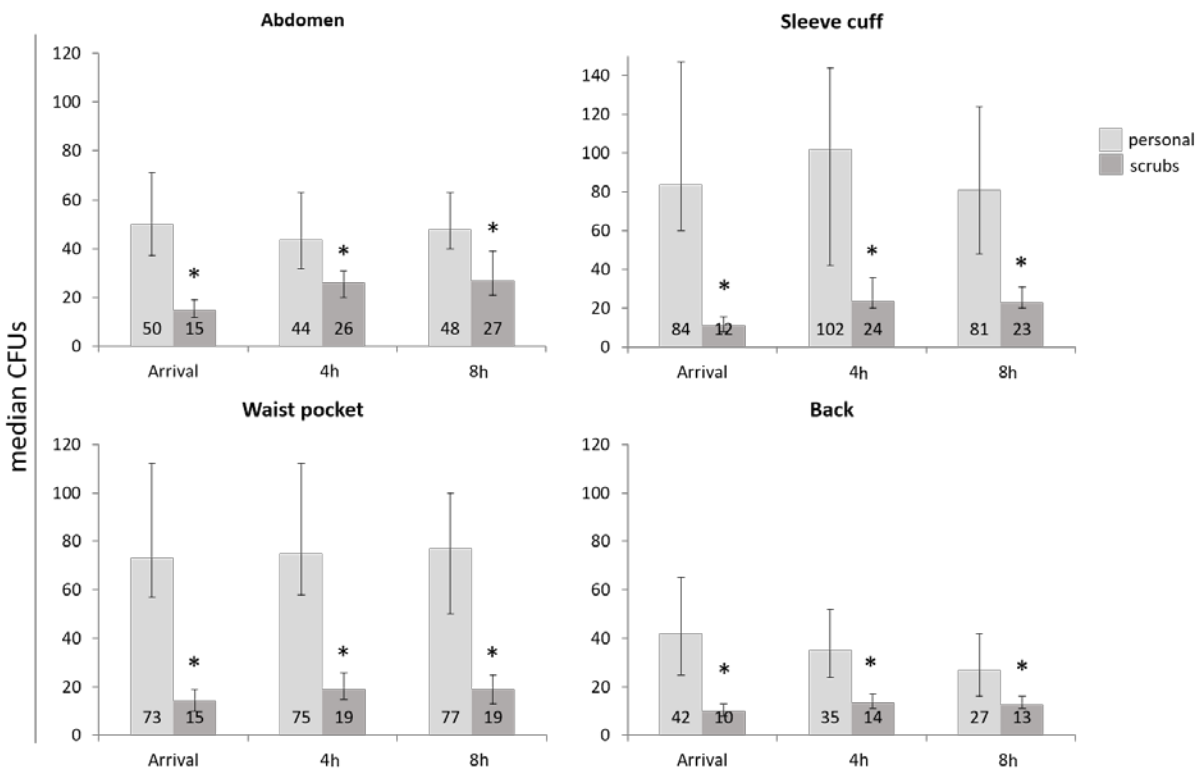 Abdomen
120
100
80
60
40
20
0
*
*
*
50 15 44 26 48 27
Arrival 4h 8h
Sleeve cuff
140
120
100
80
60
40
20
0
*
*
*
84 12 102 24 81 23
Arrival 4h 8h
personal
scrubs
median CFUs
Waist pocket
120
100
80
60
40
20
0
*
*
*
73 15 75 19 77 19
Arrival 4h 8h
Back
120
100
80
60
40
20
0
*
*
*
42 10 35 14 27 13
Arrival 4h 8h